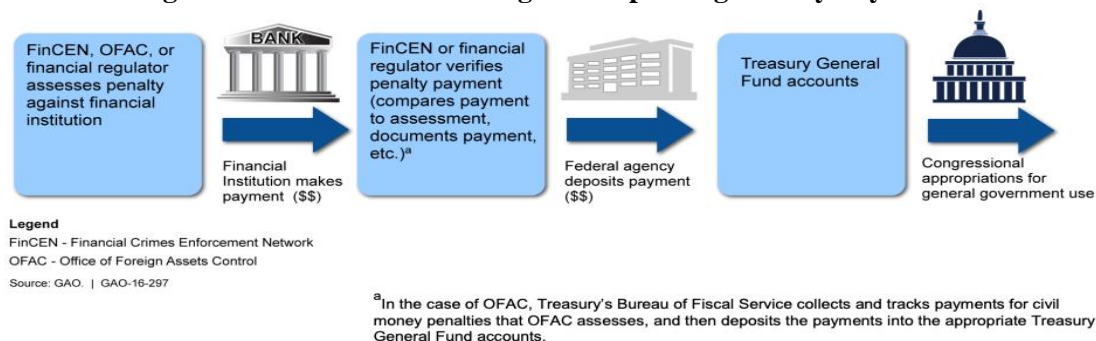 BANK
FinCEN, OFAC, or
financial regulator
assesses penalty
against financial
institution
Financial
Institution makes
payment ($$)
FinCEN or financial
regulator verifies
penalty payment
(compares payment
to assessment,
documents payment,
etc.)a
Federal agency
deposits payment
($$)
Treasury General
Fund accounts
Congressional
appropriations for
general government use
Legend
FinCEN - Financial Crimes Enforcement Network
OFAC - Office of Foreign Assets Control
Source: GAO. | GAO-16-297
aIn the case of OFAC, Treasury's Bureau of Fiscal Service collects and tracks payments for civil
money penalties that OFAC assesses, and then deposits the payments into the appropriate Treasury
General Fund accounts.